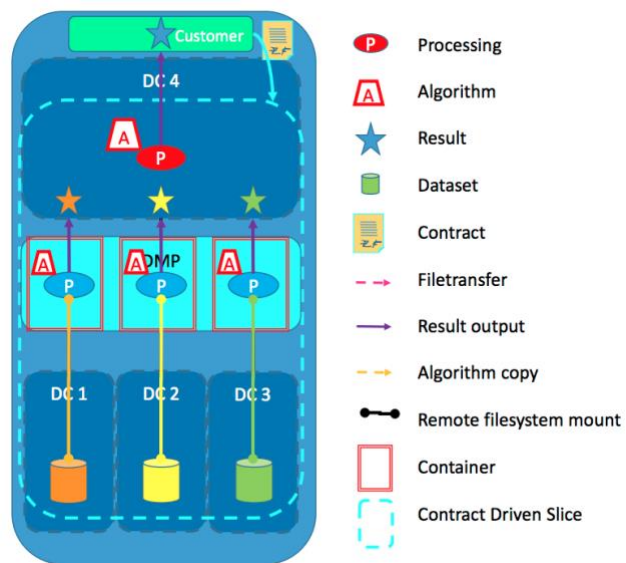 Customer
DC 4
A
P
A
DMP
A
A
P
P
P
DC 1
DC 2
DC 3
P
Processing
A
Algorithm
Result
Dataset
Contract
Filetransfer
Result output
Algorithm copy
Remote filesystem mount
Container
Contract Driven Slice